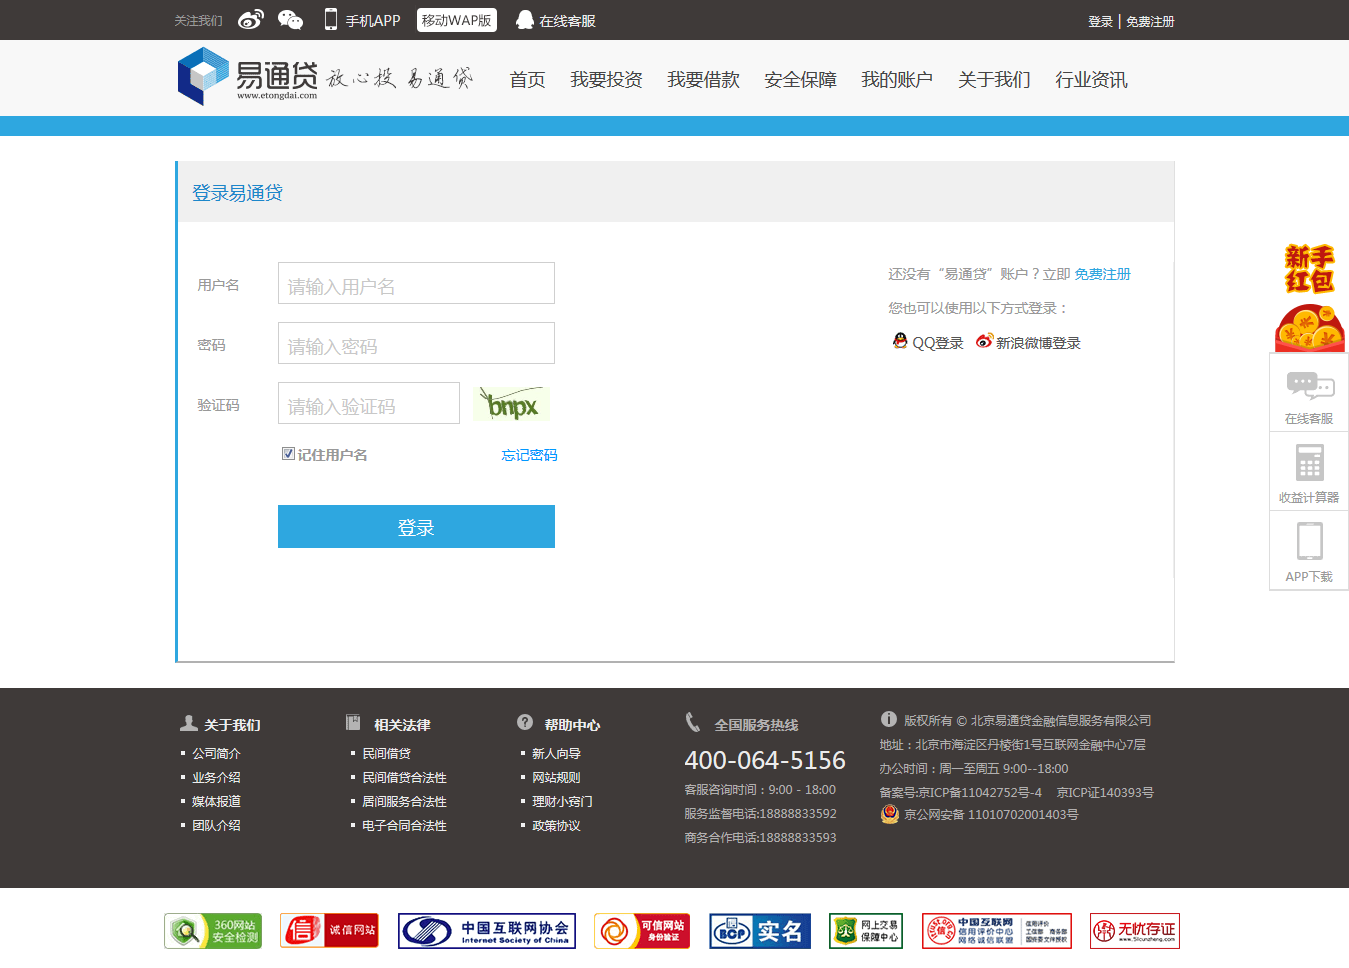 关注我们 手机APP 移动WAP版 在线客服 登录 | 免费注册
易通贷 www.etongdai.com 放心投 易通贷 首页 我要投资 我要借款 安全保障 我的账户 关于我们 行业资讯
登录易通贷
用户名 请输入用户名
密码 请输入密码
验证码 请输入验证码 bnpx
记住用户名 忘记密码
登录
还没有“易通贷”账户？立即 免费注册
您也可以使用以下方式登录：
QQ登录 新浪微博登录
新手
红包
在线客服
收益计算器
APP下载
关于我们
公司简介
业务介绍
媒体报道
团队介绍
相关法律
民间借贷
民间借贷合法性
居间服务合法性
电子合同合法性
帮助中心
新人向导
网站规则
理财小窍门
政策协议
全国服务热线
400-064-5156
客服咨询时间：9:00 - 18:00
服务监督电话:18888833592
商务合作电话:18888833593
版权所有 © 北京易通贷金融信息服务有限公司
地址：北京市海淀区丹棱街1号互联网金融中心7层
办公时间：周一至周五 9:00--18:00
备案号:京ICP备11042752号-4 京ICP证140393号
京公网安备 11010702001403号
360网站
安全检测
诚信网站
中国互联网协会
Internet Society of China
可信网站
身份验证
BCP 实名
网上交易
保障中心
中国互联网
信用评价中心
网络诚信联盟
信用评价
工信部 商务部
国资委文件授权
无忧存证
www.51cunzheng.com